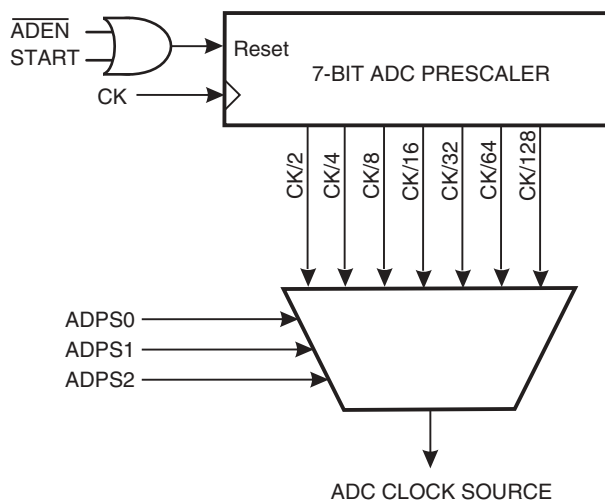 ADEN
START
Reset
7-BIT ADC PRESCALER
CK
CK/2
CK/4
CK/8
CK/16
CK/32
CK/64
CK/128
ADPS0
ADPS1
ADPS2
ADC CLOCK SOURCE